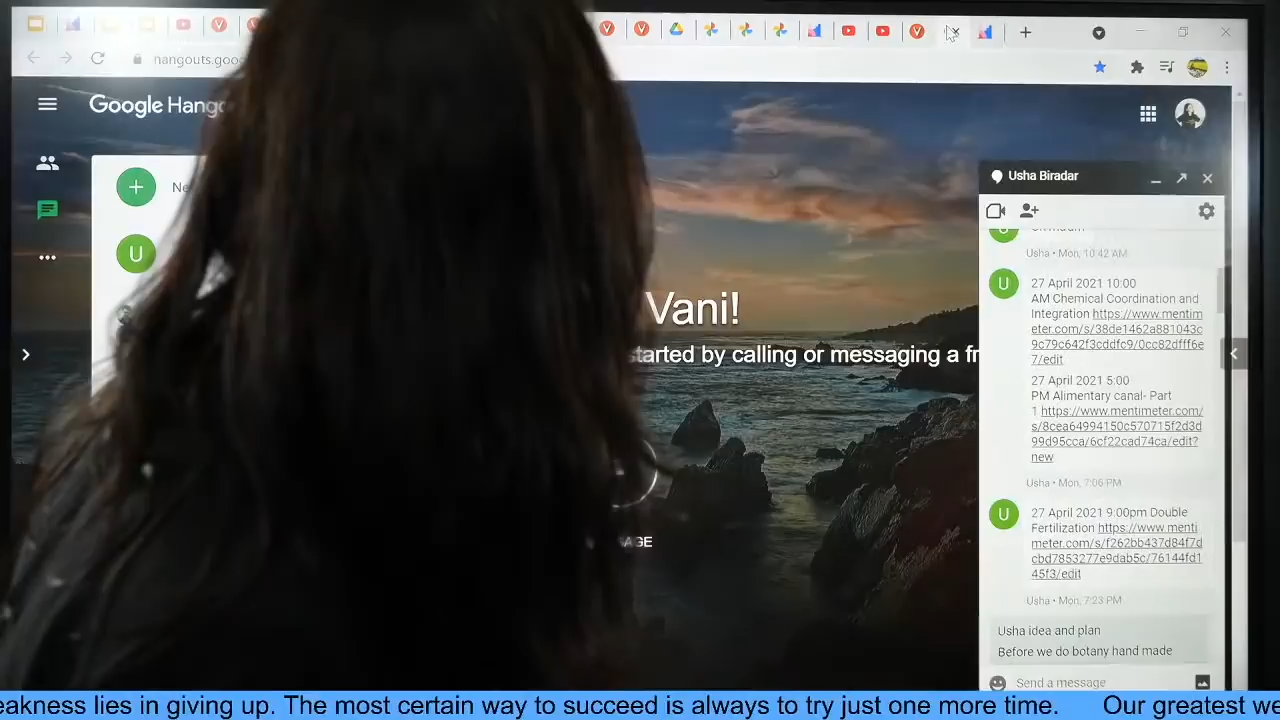 hangouts.goo
Google Hang
Ne
U
Vani!
started by calling or messaging a fr
SAGE
Usha Biradar
Usha • Mon, 10:42 AM
U
27 April 2021 10:00
AM Chemical Coordination and
Integration https://www.mentim
eter.com/s/38de1462a881043c
9c79c642f3cddfc9/0cc82dfff6e
7/edit
27 April 2021 5:00
PM Alimentary canal- Part
1 https://www.mentimeter.com/
s/8cea64994150c570715f2d3d
99d95cca/6cf22cad74ca/edit?
new
Usha • Mon, 7:06 PM
U
27 April 2021 9:00pm Double
Fertilization https://www.menti
meter.com/s/f262bb437d84f7d
cbd7853277e9dab5c/76144fd1
45f3/edit
Usha • Mon, 7:23 PM
Usha idea and plan
Before we do botany hand made
Send a message
eakness lies in giving up. The most certain way to succeed is always to try just one more time. Our greatest we